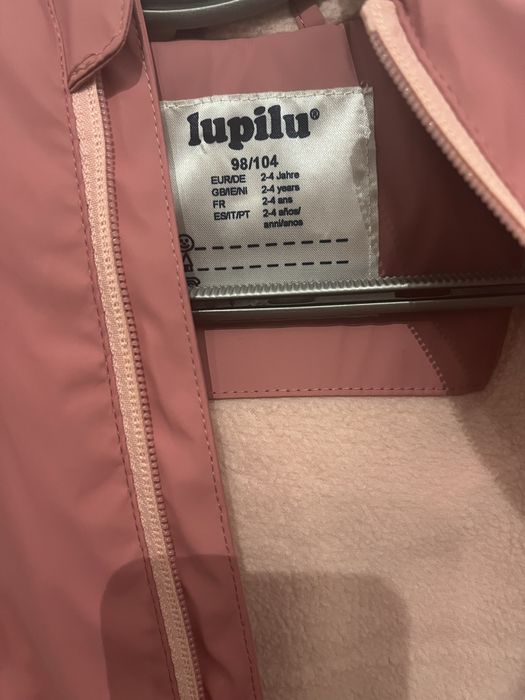 lupilu®
98/104
EUR/DE 2-4 Jahre
GB/IE/NI 2-4 years
FR 2-4 ans
ES/IT/PT 2-4 años/
anni/anos